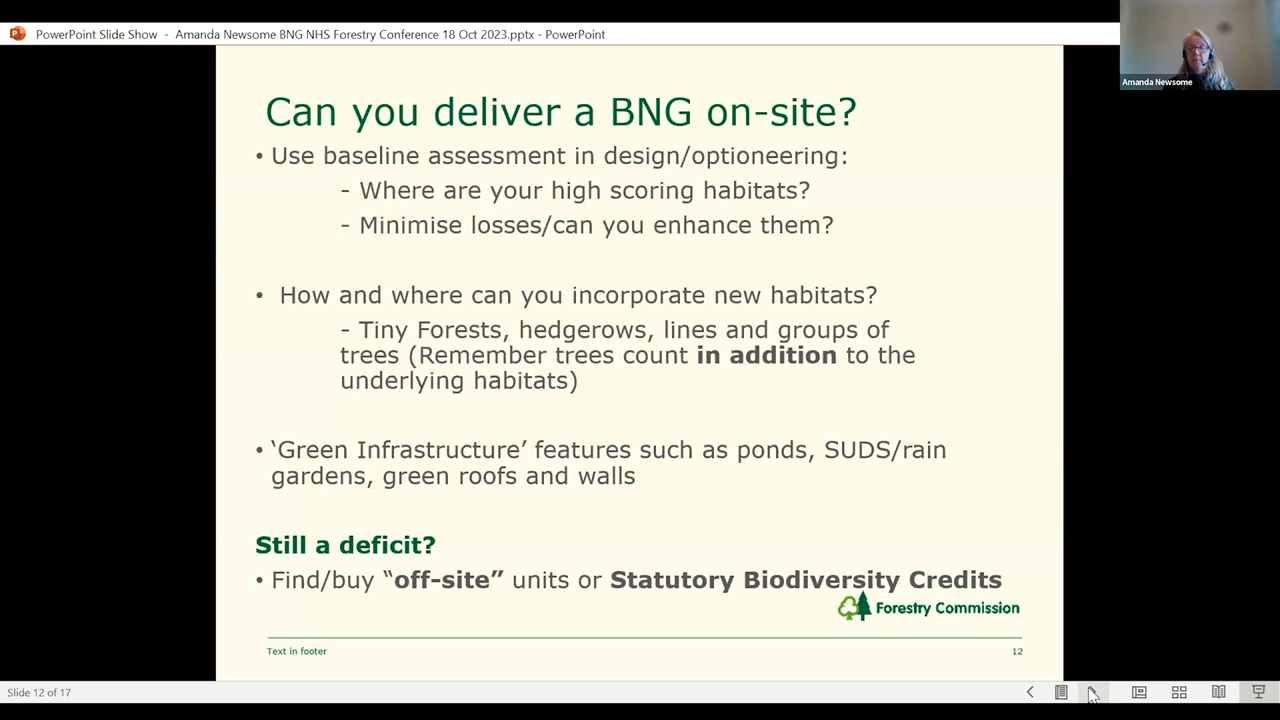 PowerPoint Slide Show - Amanda Newsome BNG NHS Forestry Conference 18 Oct 2023.pptx - PowerPoint
Amanda Newsome
Can you deliver a BNG on-site?
• Use baseline assessment in design/optioneering:
- Where are your high scoring habitats?
- Minimise losses/can you enhance them?
• How and where can you incorporate new habitats?
- Tiny Forests, hedgerows, lines and groups of
trees (Remember trees count in addition to the
underlying habitats)
• ‘Green Infrastructure’ features such as ponds, SUDS/rain
gardens, green roofs and walls
Still a deficit?
• Find/buy “off-site” units or Statutory Biodiversity Credits
Forestry Commission
Text in footer
12
Slide 12 of 17